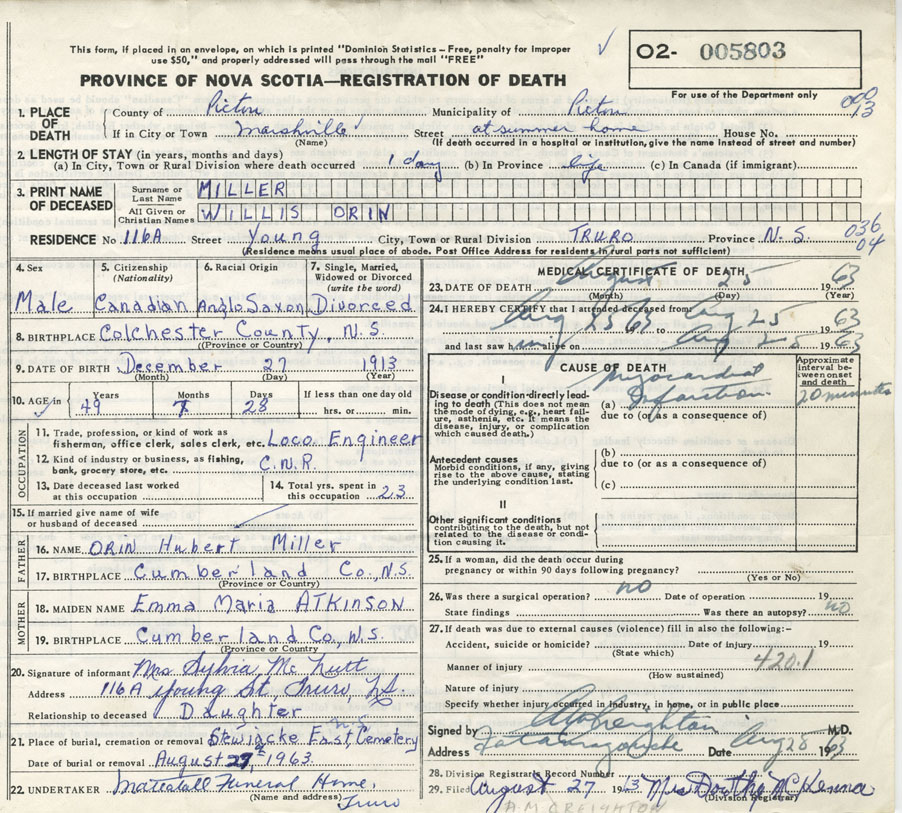 This form, if placed in an envelope, on which is printed "Dominion Statistics – Free, penalty for improper
use $50," and properly addressed will pass through the mail "FREE"
O2- 005803
For use of the Department only
PROVINCE OF NOVA SCOTIA—REGISTRATION OF DEATH
1. PLACE OF DEATH
County of Pictou Municipality of Pictou
If in City or Town Marshville Street at summer home House No.
(Name) (If death occurred in a hospital or institution, give the name instead of street and number)
2. LENGTH OF STAY (in years, months and days)
(a) In City, Town or Rural Division where death occurred 1 day (b) In Province life (c) In Canada (if immigrant)
3. PRINT NAME OF DECEASED
Surname or Last Name MILLER
All Given or Christian Names WILLIS ORIN
036
04
RESIDENCE No. 116A Street Young City, Town or Rural Division TRURO Province N.S.
(Residence means usual place of abode. Post Office Address for residents in rural parts not sufficient)
4. Sex Male
5. Citizenship (Nationality) Canadian
6. Racial Origin Anglo Saxon
7. Single, Married, Widowed or Divorced (write the word) Divorced
8. BIRTHPLACE Colchester County, N.S.
(Province or Country)
9. DATE OF BIRTH December 27 1913
(Month) (Day) (Year)
10. AGE in Years 49 Months 7 Days 28 If less than one day old hrs. or min.
OCCUPATION
11. Trade, profession, or kind of work as fisherman, office clerk, sales clerk, etc. Loco Engineer
12. Kind of industry or business, as fishing, bank, grocery store, etc. C.N.R.
13. Date deceased last worked at this occupation
14. Total yrs. spent in this occupation 23
15. If married give name of wife or husband of deceased
FATHER
16. NAME ORIN Hubert Miller
17. BIRTHPLACE Cumberland Co., N.S.
(Province or Country)
MOTHER
18. MAIDEN NAME Emma Maria ATKINSON
19. BIRTHPLACE Cumberland Co., N.S.
(Province or Country
20. Signature of informant Mrs Sylvia Mc Nutt
Address 116A Young St, Truro, N.S.
Relationship to deceased Daughter
21. Place of burial, cremation or removal Stewiacke East, Cemetery N.S.
Date of burial or removal August 27, 1963.
22. UNDERTAKER Mattatall Funeral Home,
(Name and address) Truro
MEDICAL CERTIFICATE OF DEATH
23. DATE OF DEATH August 25 1963
(Month) (Day) (Year)
24. I HEREBY CERTIFY that I attended deceased from
Aug 25 63 to Aug 25 1963
and last saw him alive on Aug 25 1963
CAUSE OF DEATH
Approximate interval between onset and death
I
Disease or condition directly leading to death (This does not mean the mode of dying, e.g., heart failure, asthenia, etc. It means the disease, injury, or complication which caused death.)
(a) Myocardial Infarction 20 minutes
due to (or as a consequence of)
Antecedent causes
Morbid conditions, if any, giving rise to the above cause, stating the underlying condition last.
(b)
due to (or as a consequence of)
(c)
II
Other significant conditions
contributing to the death, but not related to the disease or condition causing it.
25. If a woman, did the death occur during pregnancy or within 90 days following pregnancy?
(Yes or No)
26. Was there a surgical operation? no Date of operation 19
State findings Was there an autopsy? no
27. If death was due to external causes (violence) fill in also the following:–
Accident, suicide or homicide? Date of injury 19
(State which)
Manner of injury 420.1
(How sustained)
Nature of injury
Specify whether injury occurred in industry, in home, or in public place
Signed by A M Creighton M.D.
Address Tatamagouche Date Aug 25 1963
28. Division Registrar's Record Number
29. Filed August 27 1963 Mrs Dorothy McKenna
(Division Registrar)
A.M. CREIGHTON